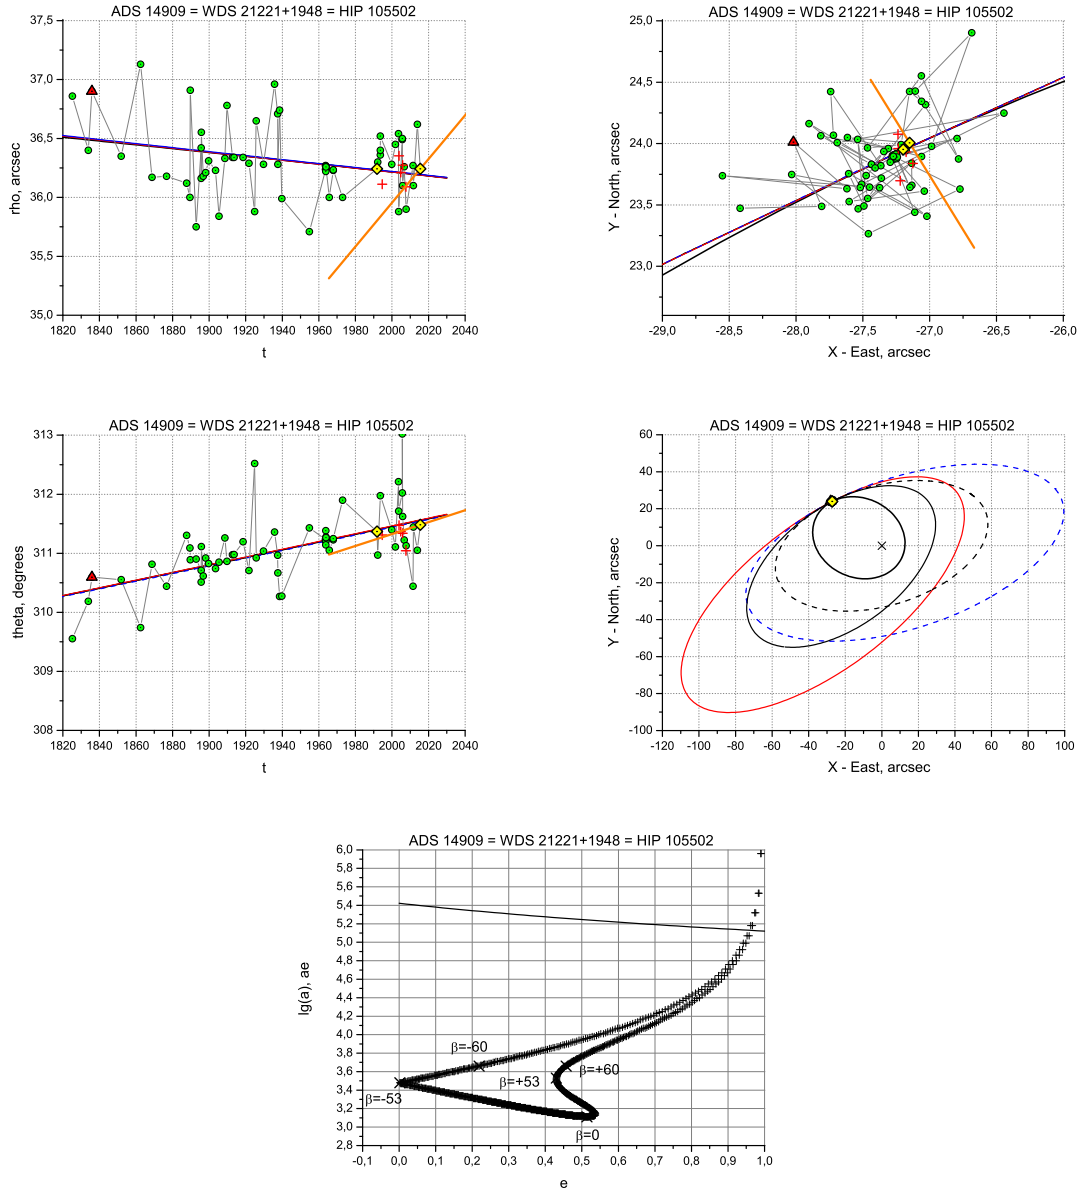 ADS 14909 = WDS 21221+1948 = HIP 105502
37,5
37,0
36,5
36,0
35,5
35,0
rho, arcsec
1820 1840 1860 1880 1900 1920 1940 1960 1980 2000 2020 2040
t
ADS 14909 = WDS 21221+1948 = HIP 105502
25,0
24,5
24,0
23,5
23,0
Y - North, arcsec
-29,0 -28,5 -28,0 -27,5 -27,0 -26,5 -26,0
X - East, arcsec
ADS 14909 = WDS 21221+1948 = HIP 105502
313
312
311
310
309
308
theta, degrees
1820 1840 1860 1880 1900 1920 1940 1960 1980 2000 2020 2040
t
ADS 14909 = WDS 21221+1948 = HIP 105502
60
40
20
0
-20
-40
-60
-80
-100
Y - North, arcsec
-120 -100 -80 -60 -40 -20 0 20 40 60 80 100
X - East, arcsec
ADS 14909 = WDS 21221+1948 = HIP 105502
6,0
5,8
5,6
5,4
5,2
5,0
4,8
4,6
4,4
4,2
4,0
3,8
3,6
3,4
3,2
3,0
2,8
lg(a), ae
β=-60
β=+60
β=+53
β=-53
β=0
-0,1 0,0 0,1 0,2 0,3 0,4 0,5 0,6 0,7 0,8 0,9 1,0
e